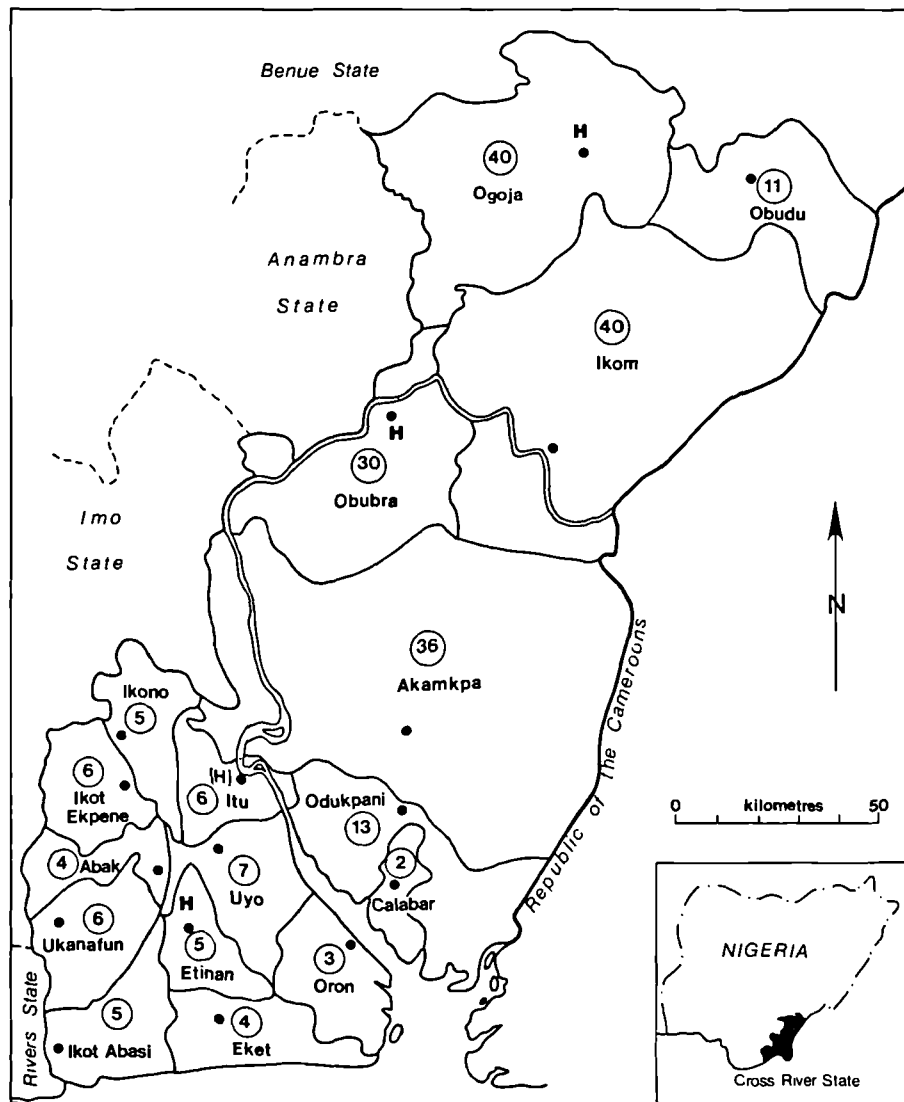 Benue State
H
40
Ogoja
11
Obudu
Anambra
State
40
Ikom
H
30
Obubra
Imo
State
N
36
Akamkpa
Republic of The Cameroons
Ikono
5
6
Ikot
Ekpene
(H)
6
Itu
Odukpani
13
0 kilometres 50
4
Abak
7
Uyo
2
Calabar
6
Ukanafun
H
5
Etinan
3
Oron
Rivers State
5
Ikot Abasi
4
Eket
NIGERIA
Cross River State